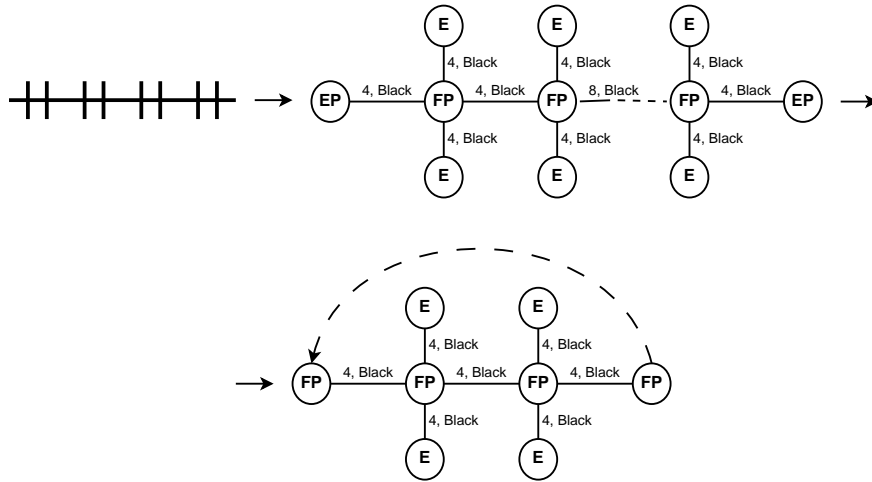 E E E
4, Black 4, Black 4, Black
EP 4, Black FP 4, Black FP 8, Black FP 4, Black EP
4, Black 4, Black 4, Black
E E E
E E
4, Black 4, Black
FP 4, Black FP 4, Black FP 4, Black FP
4, Black 4, Black
E E